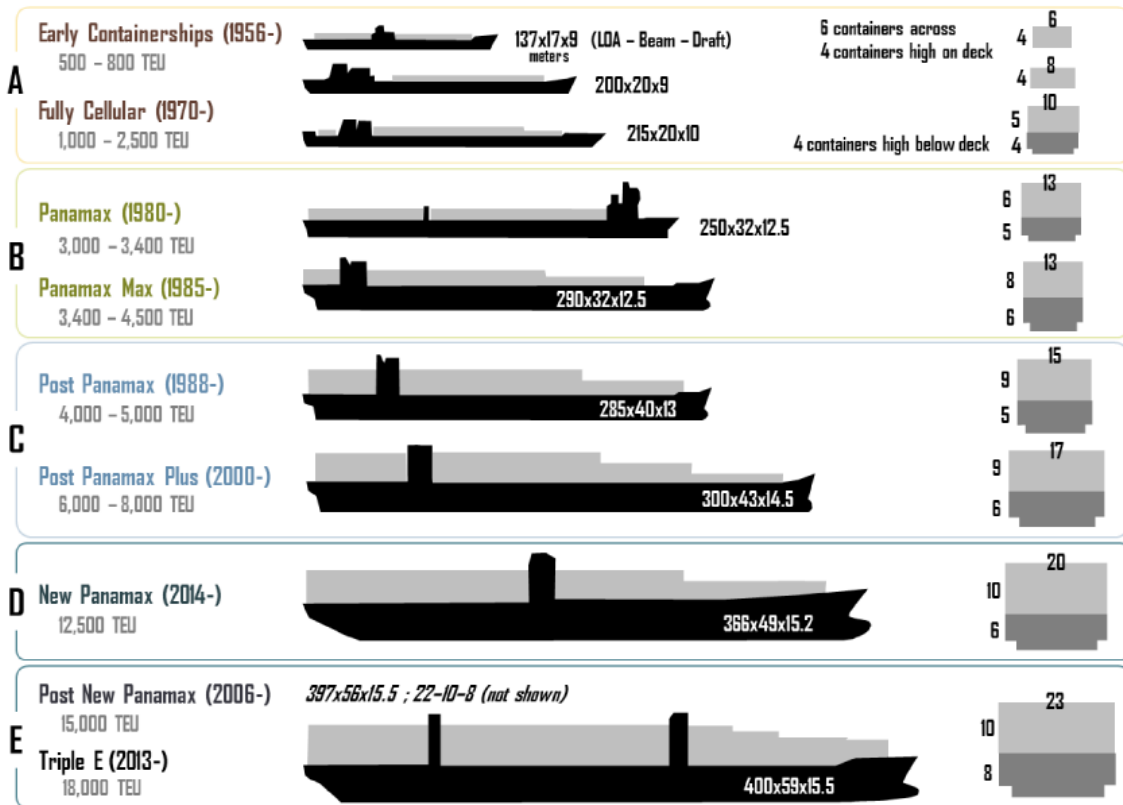 A
Early Containerships (1956-)
500 – 800 TEU
Fully Cellular (1970-)
1,000 – 2,500 TEU
137x17x9 (LOA – Beam – Draft)
meters
200x20x9
215x20x10
6 containers across
4 containers high on deck
4 containers high below deck
6
4
8
4
10
5
4
B
Panamax (1980-)
3,000 – 3,400 TEU
Panamax Max (1985-)
3,400 – 4,500 TEU
250x32x12.5
290x32x12.5
13
6
5
13
8
6
C
Post Panamax (1988-)
4,000 – 5,000 TEU
Post Panamax Plus (2000-)
6,000 – 8,000 TEU
285x40x13
300x43x14.5
15
9
5
17
9
6
D
New Panamax (2014-)
12,500 TEU
366x49x15.2
20
10
6
E
Post New Panamax (2006-)
15,000 TEU
Triple E (2013-)
18,000 TEU
397x56x15.5 ; 22-10-8 (not shown)
400x59x15.5
23
10
8